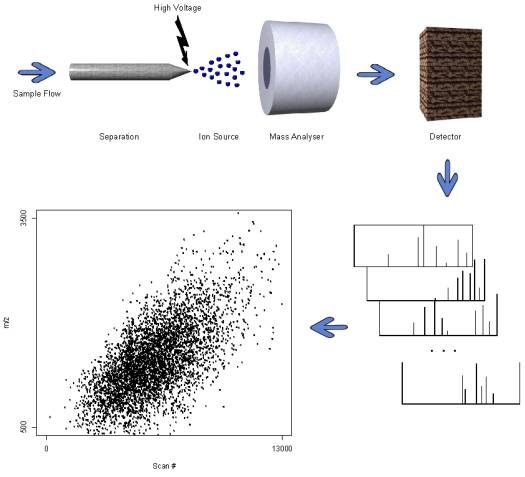 High Voltage
Sample Flow
Separation
Ion Source
Mass Analyser
Detector
3500
m/z
500
0
13000
Scan #
. . .